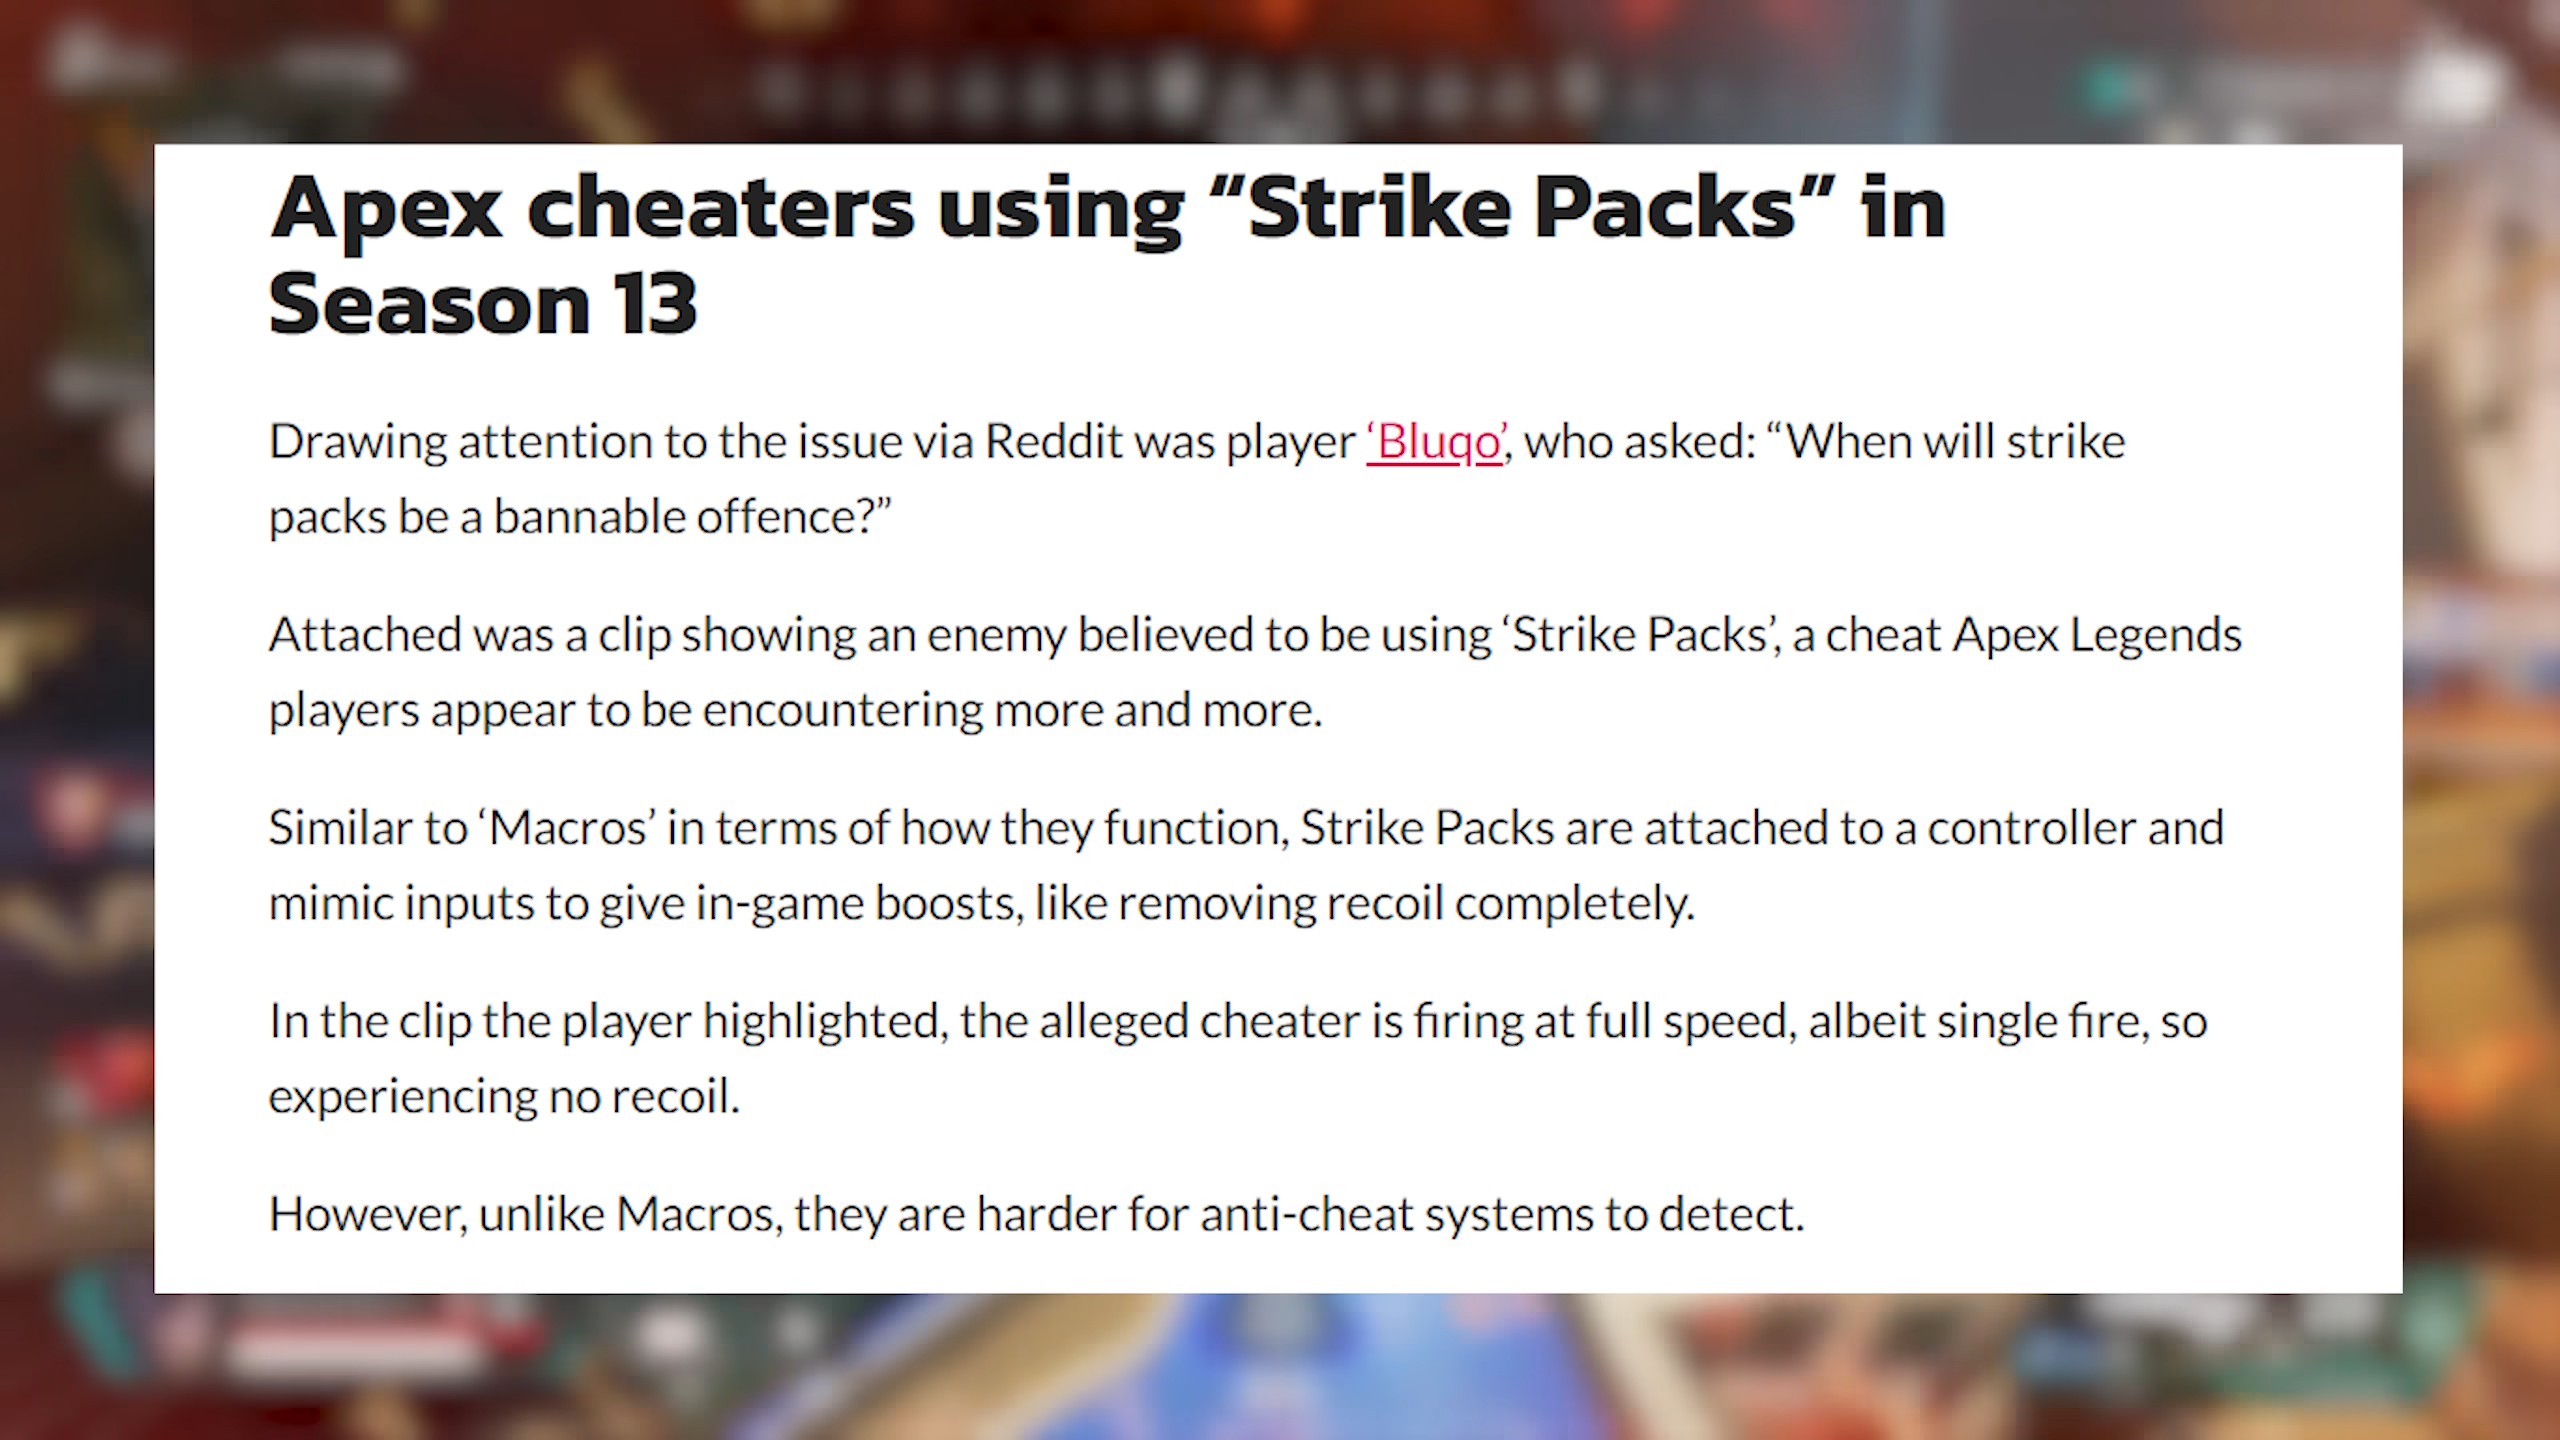 Apex cheaters using “Strike Packs” in
Season 13
Drawing attention to the issue via Reddit was player ‘Bluqo’, who asked: “When will strike
packs be a bannable offence?”
Attached was a clip showing an enemy believed to be using ‘Strike Packs’, a cheat Apex Legends
players appear to be encountering more and more.
Similar to ‘Macros’ in terms of how they function, Strike Packs are attached to a controller and
mimic inputs to give in-game boosts, like removing recoil completely.
In the clip the player highlighted, the alleged cheater is firing at full speed, albeit single fire, so
experiencing no recoil.
However, unlike Macros, they are harder for anti-cheat systems to detect.